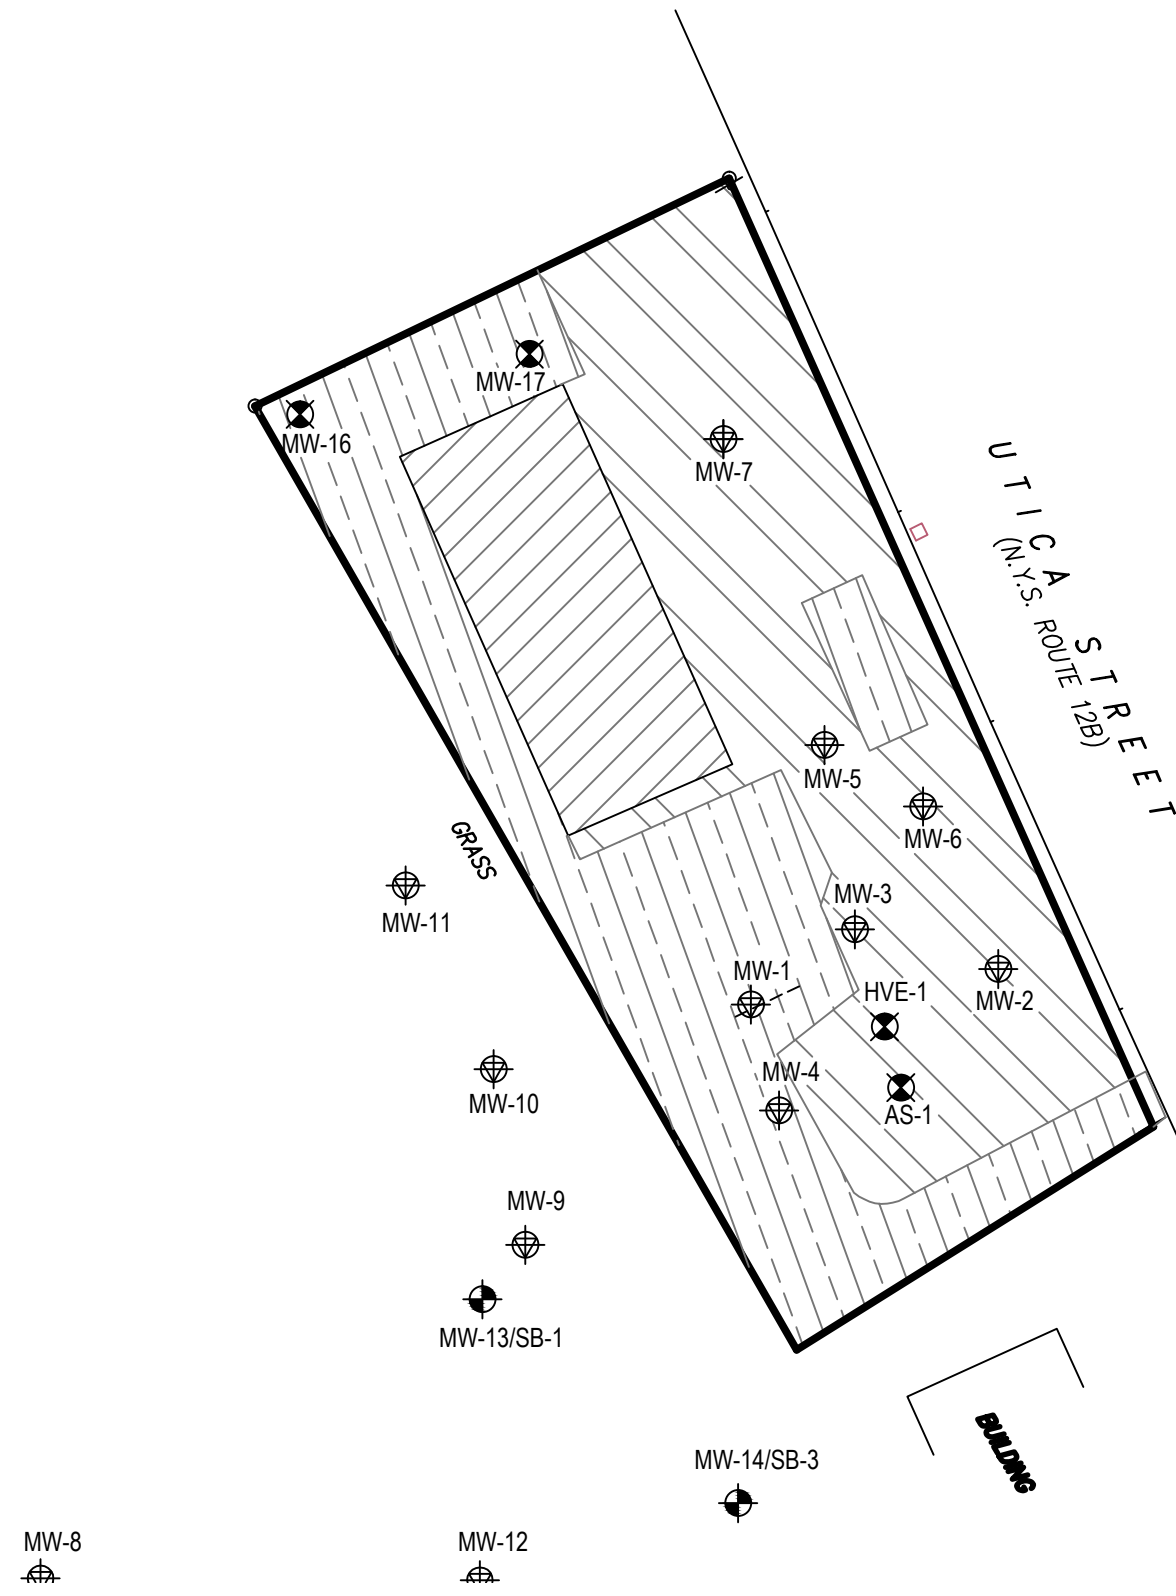 MW-17
MW-16
MW-7
UTICA STREET
(N.Y.S. ROUTE 12B)
MW-5
MW-6
GRASS
MW-3
MW-11
MW-1
HVE-1
MW-2
MW-4
MW-10
AS-1
MW-9
MW-13/SB-1
BUILDING
MW-14/SB-3
MW-8
MW-12